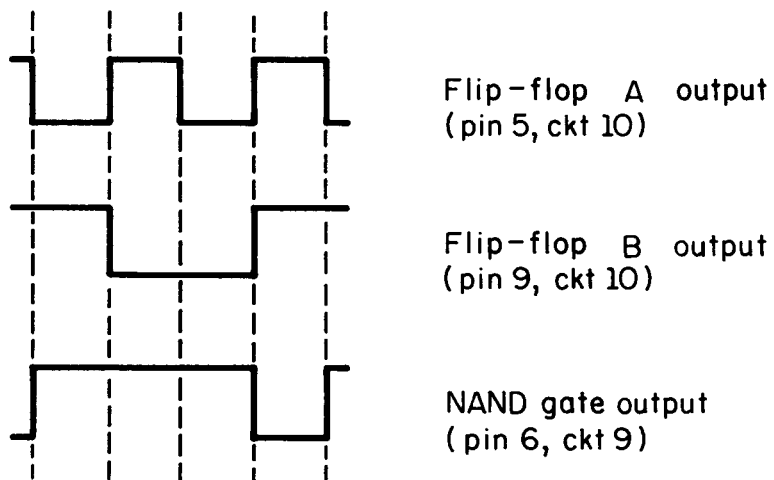 Flip-flop A output
(pin 5, ckt 10)
Flip-flop B output
(pin 9, ckt 10)
NAND gate output
(pin 6, ckt 9)